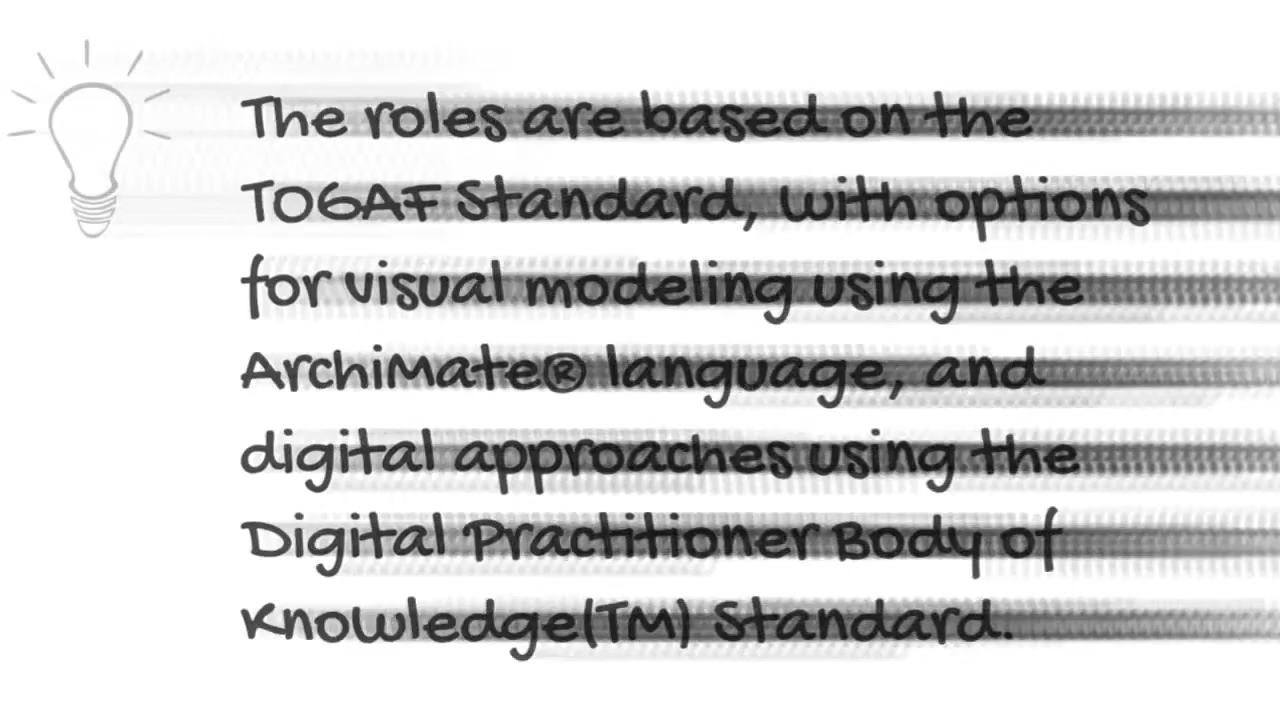 The roles are based on the
TOGAF Standard, with options
for visual modeling using the
ArchiMate® language, and
digital approaches using the
Digital Practitioner Body of
Knowledge(TM) Standard.